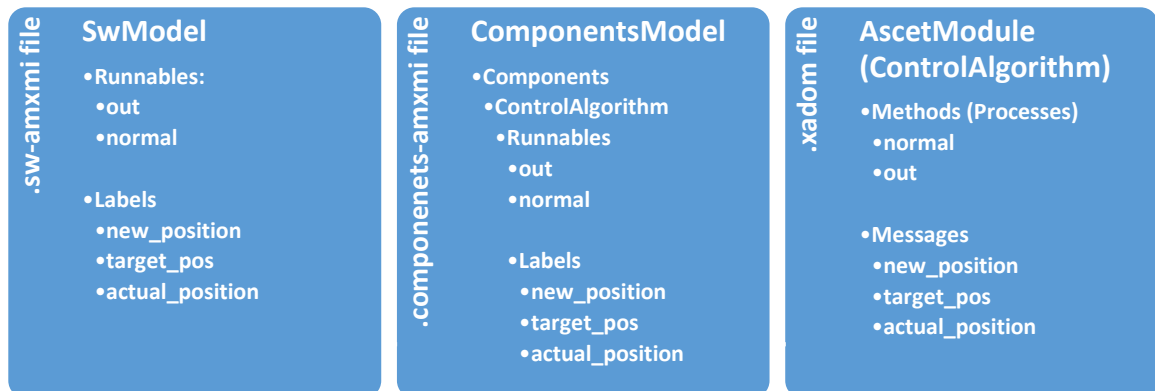 .sw-amxmi file
SwModel
•Runnables:
•out
•normal
•Labels
•new_position
•target_pos
•actual_position
.componenets-amxmi file
ComponentsModel
•Components
•ControlAlgorithm
•Runnables
•out
•normal
•Labels
•new_position
•target_pos
•actual_position
.xadom file
AscetModule
(ControlAlgorithm)
•Methods (Processes)
•normal
•out
•Messages
•new_position
•target_pos
•actual_position